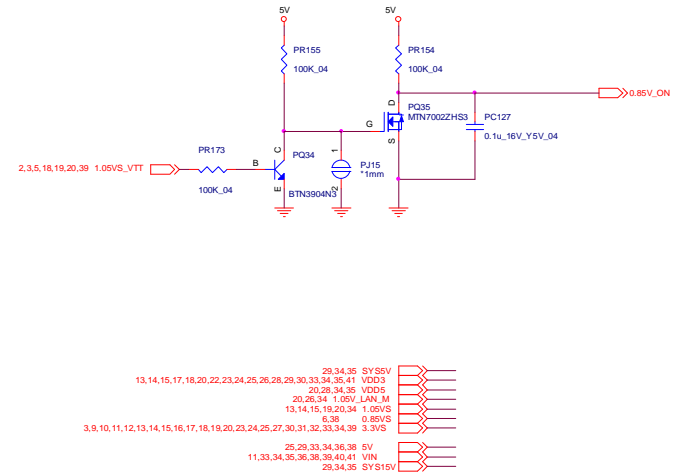 5V
5V
PR155
PR154
100K_04
100K_04
D
PQ35
MTN7002ZHS3
0.85V_ON
G
PC127
S
0.1u_16V_Y5V_04
C
1
PR173
PQ34
PJ15
2,3,5,18,19,20,39 1.05VS_VTT
B
*1mm
100K_04
E
BTN3904N3
2
29,34,35 SYS5V
13,14,15,17,18,20,22,23,24,25,26,28,29,30,33,34,35,41 VDD3
20,28,34,35 VDD5
20,26,34 1.05V_LAN_M
13,14,15,19,20,34 1.05VS
6,38 0.85VS
3,9,10,11,12,13,14,15,16,17,18,19,20,23,24,25,27,30,31,32,33,34,39 3.3VS
25,29,33,34,36,38 5V
11,33,34,35,36,38,39,40,41 VIN
29,34,35 SYS15V